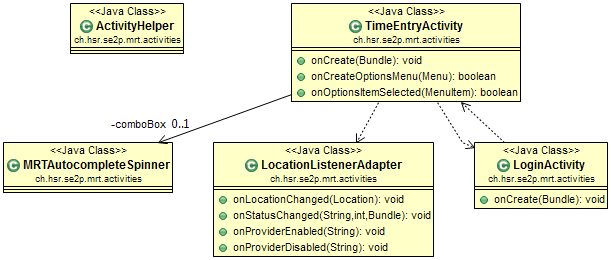 <<Java Class>>
ActivityHelper
ch.hsr.se2p.mrt.activities
<<Java Class>>
TimeEntryActivity
ch.hsr.se2p.mrt.activities
onCreate(Bundle): void
onCreateOptionsMenu(Menu): boolean
onOptionsItemSelected(MenuItem): boolean
-comboBox 0..1
<<Java Class>>
MRTAutocompleteSpinner
ch.hsr.se2p.mrt.activities
<<Java Class>>
LocationListenerAdapter
ch.hsr.se2p.mrt.activities
onLocationChanged(Location): void
onStatusChanged(String,int,Bundle): void
onProviderEnabled(String): void
onProviderDisabled(String): void
<<Java Class>>
LoginActivity
ch.hsr.se2p.mrt.activities
onCreate(Bundle): void